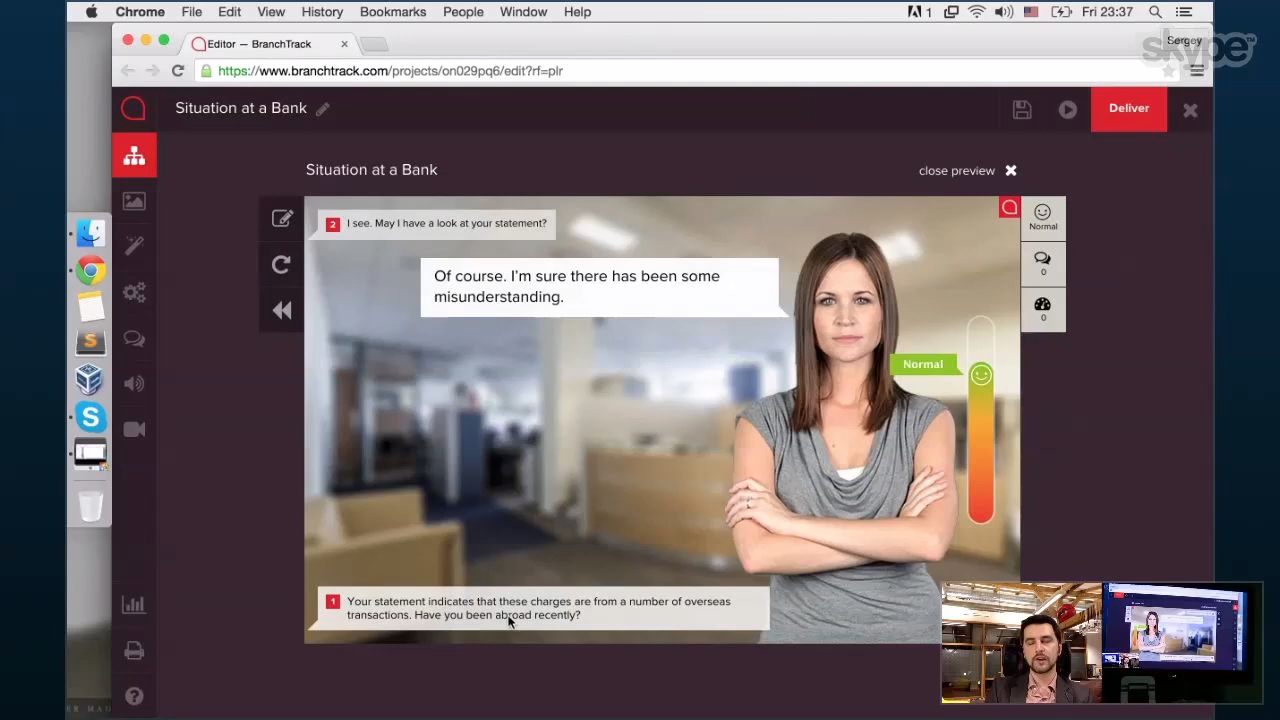 Chrome File Edit View History Bookmarks People Window Help 1 Fri 23:37
Editor — BranchTrack
Sergey
skype™
https://www.branchtrack.com/projects/on029pq6/edit?rf=plr
Situation at a Bank
Deliver
Situation at a Bank
close preview
2 I see. May I have a look at your statement?
Normal
0
0
Of course. I'm sure there has been some
misunderstanding.
Normal
1 Your statement indicates that these charges are from a number of overseas
transactions. Have you been abroad recently?
S
S
?